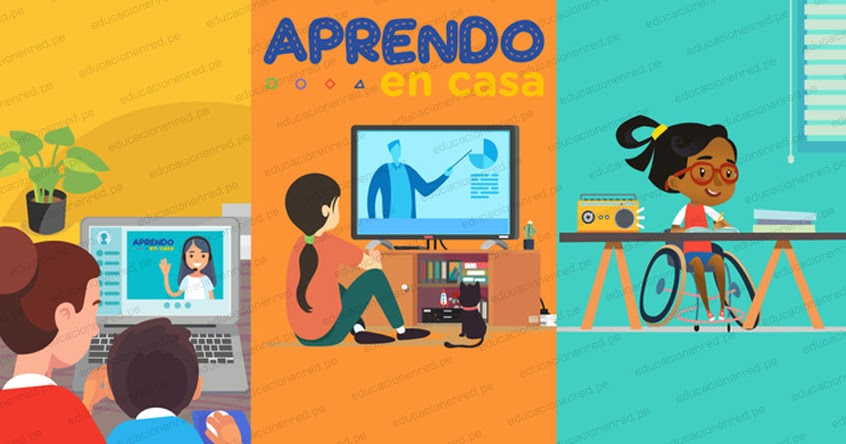 APRENDO
en casa
APRENDO
en casa
educacionenred.pe